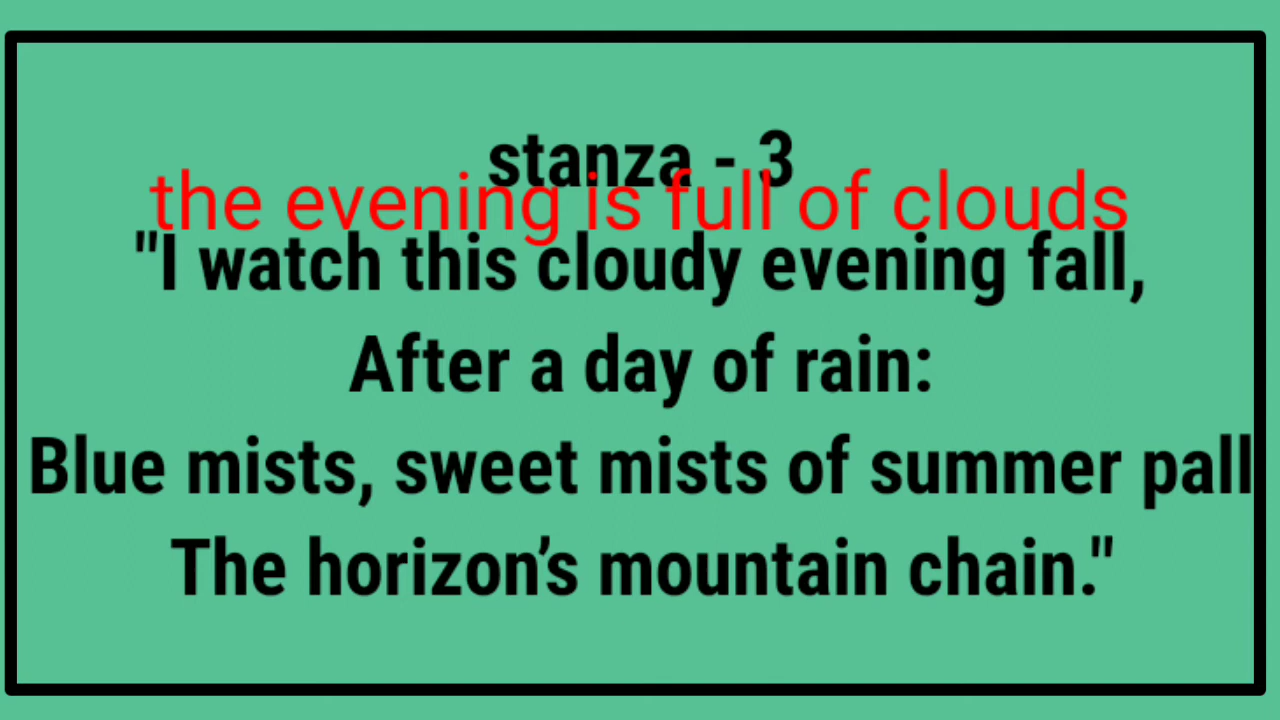 stanza - 3
the evening is full of clouds
"I watch this cloudy evening fall,
After a day of rain:
Blue mists, sweet mists of summer pall
The horizon’s mountain chain."